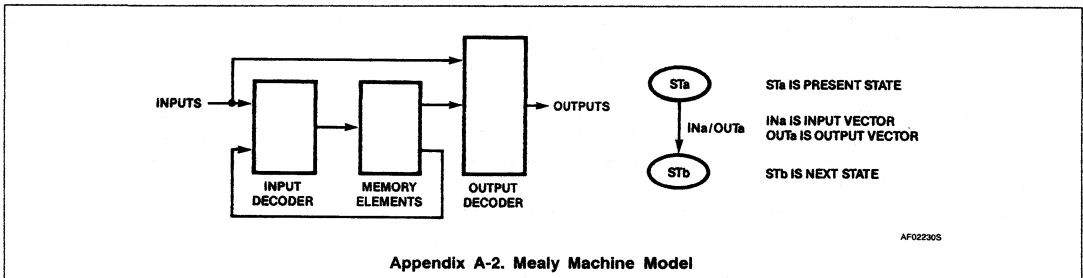 INPUTS
INPUT
DECODER
MEMORY
ELEMENTS
OUTPUT
DECODER
OUTPUTS
STa
INa/OUTa
STb
STa IS PRESENT STATE
INa IS INPUT VECTOR
OUTa IS OUTPUT VECTOR
STb IS NEXT STATE
AF02230S
Appendix A-2. Mealy Machine Model